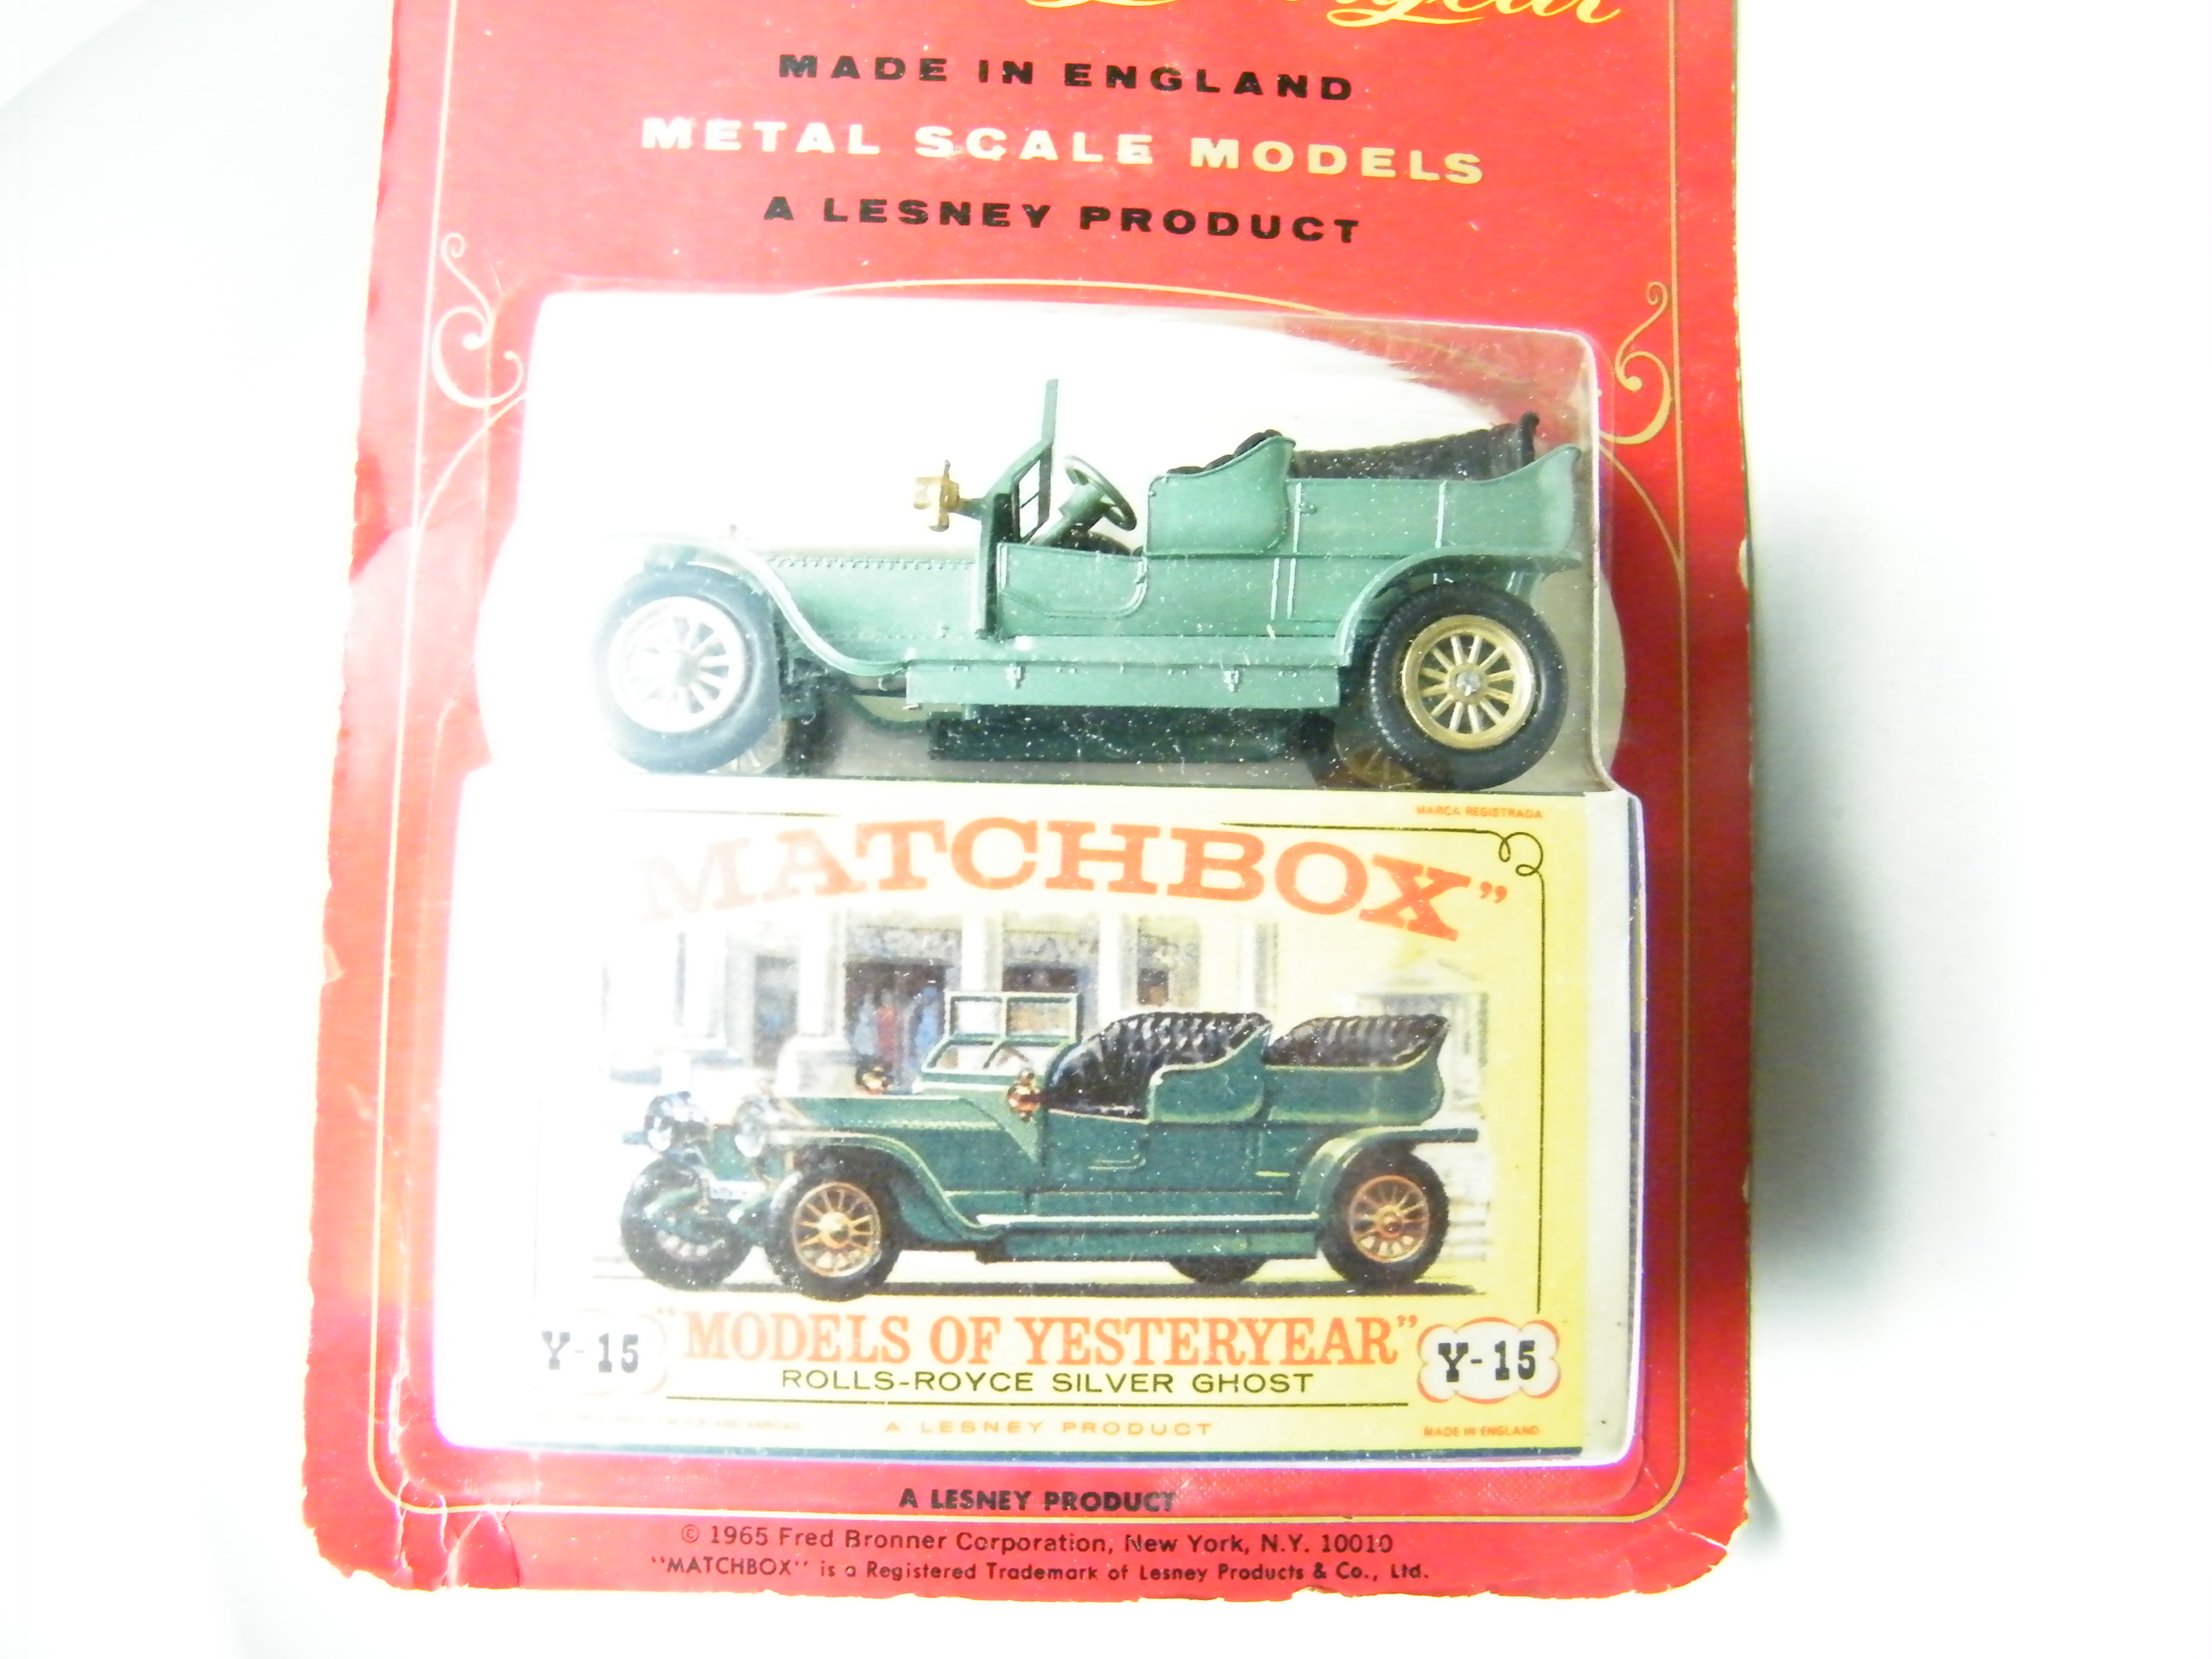 MADE IN ENGLAND
METAL SCALE MODELS
A LESNEY PRODUCT
MARCA REGISTRADA
MATCHBOX”
“MODELS OF YESTERYEAR”
Y-15
Y-15
ROLLS-ROYCE SILVER GHOST
AND ABROAD
A LESNEY PRODUCT
MADE IN ENGLAND
A LESNEY PRODUCT
© 1965 Fred Bronner Corporation, New York, N.Y. 10010
"MATCHBOX" is a Registered Trademark of Lesney Products & Co., Ltd.